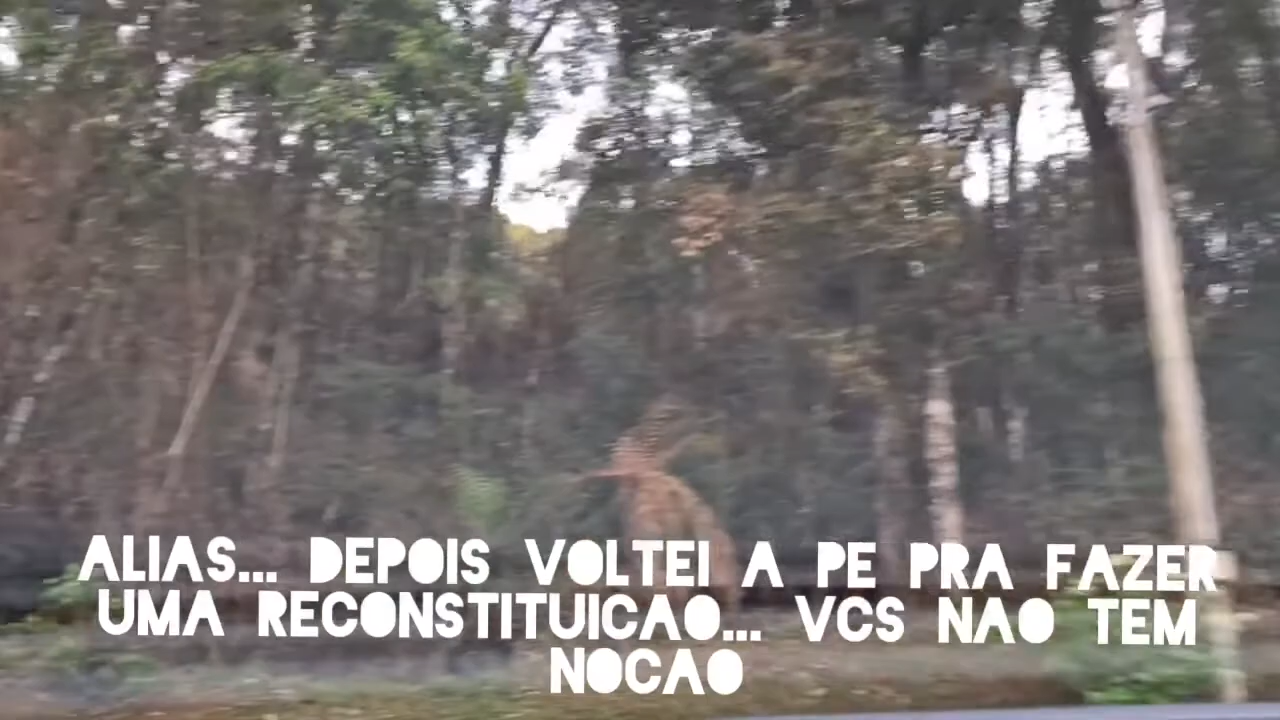 ALIAS... DEPOIS VOLTEI A PE PRA FAZER
UMA RECONSTITUICAO... VCS NAO TEM
NOCAO